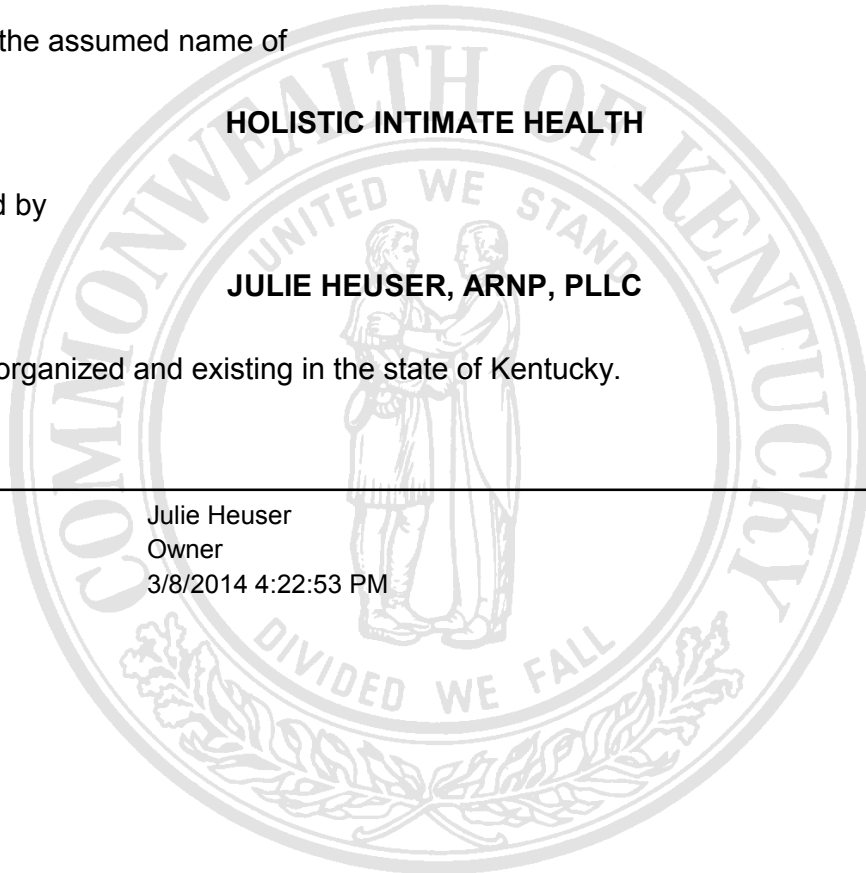 the assumed name of
HOLISTIC INTIMATE HEALTH
d by
JULIE HEUSER, ARNP, PLLC
organized and existing in the state of Kentucky.
Julie Heuser
Owner
3/8/2014 4:22:53 PM
COMMONWEALTH OF KENTUCKY
UNITED WE STAND
DIVIDED WE FALL